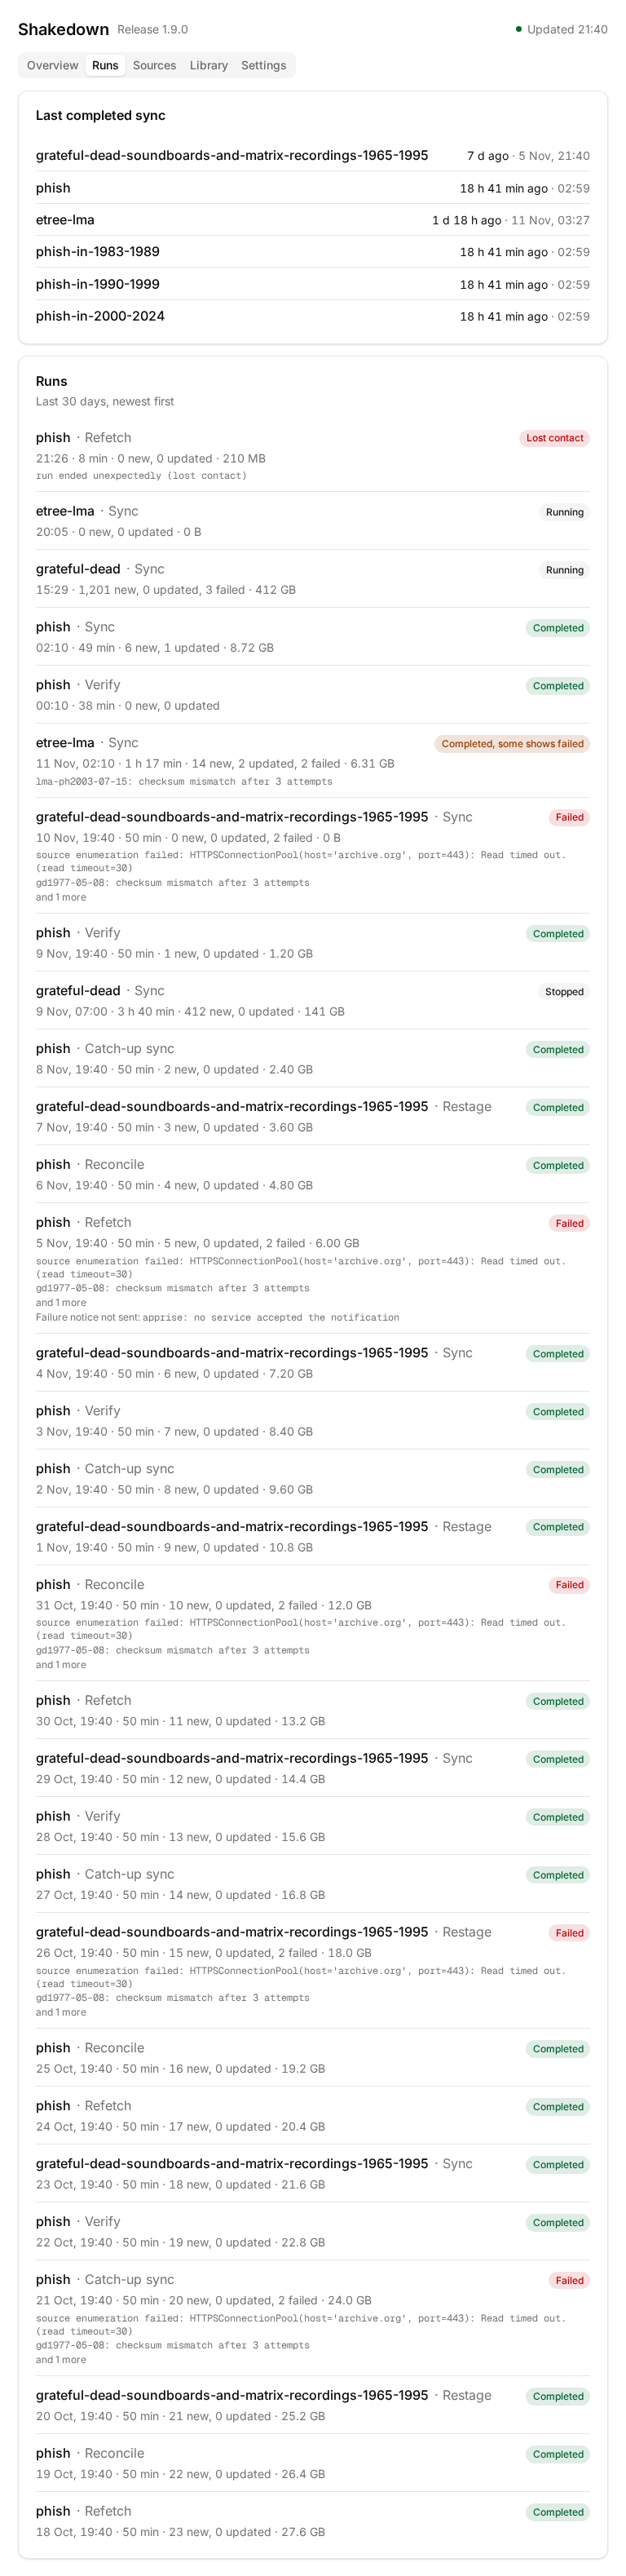 Shakedown Release 1.9.0
Updated 21:40
Overview Runs Sources Library Settings
Last completed sync
grateful-dead-soundboards-and-matrix-recordings-1965-1995 7 d ago · 5 Nov, 21:40
phish 18 h 41 min ago · 02:59
etree-lma 1 d 18 h ago · 11 Nov, 03:27
phish-in-1983-1989 18 h 41 min ago · 02:59
phish-in-1990-1999 18 h 41 min ago · 02:59
phish-in-2000-2024 18 h 41 min ago · 02:59
Runs
Last 30 days, newest first
phish · Refetch Lost contact
21:26 · 8 min · 0 new, 0 updated · 210 MB
run ended unexpectedly (lost contact)
etree-lma · Sync Running
20:05 · 0 new, 0 updated · 0 B
grateful-dead · Sync Running
15:29 · 1,201 new, 0 updated, 3 failed · 412 GB
phish · Sync Completed
02:10 · 49 min · 6 new, 1 updated · 8.72 GB
phish · Verify Completed
00:10 · 38 min · 0 new, 0 updated
etree-lma · Sync Completed, some shows failed
11 Nov, 02:10 · 1 h 17 min · 14 new, 2 updated, 2 failed · 6.31 GB
lma-ph2003-07-15: checksum mismatch after 3 attempts
grateful-dead-soundboards-and-matrix-recordings-1965-1995 · Sync Failed
10 Nov, 19:40 · 50 min · 0 new, 0 updated, 2 failed · 0 B
source enumeration failed: HTTPSConnectionPool(host='archive.org', port=443): Read timed out.
(read timeout=30)
gd1977-05-08: checksum mismatch after 3 attempts
and 1 more
phish · Verify Completed
9 Nov, 19:40 · 50 min · 1 new, 0 updated · 1.20 GB
grateful-dead · Sync Stopped
9 Nov, 07:00 · 3 h 40 min · 412 new, 0 updated · 141 GB
phish · Catch-up sync Completed
8 Nov, 19:40 · 50 min · 2 new, 0 updated · 2.40 GB
grateful-dead-soundboards-and-matrix-recordings-1965-1995 · Restage Completed
7 Nov, 19:40 · 50 min · 3 new, 0 updated · 3.60 GB
phish · Reconcile Completed
6 Nov, 19:40 · 50 min · 4 new, 0 updated · 4.80 GB
phish · Refetch Failed
5 Nov, 19:40 · 50 min · 5 new, 0 updated, 2 failed · 6.00 GB
source enumeration failed: HTTPSConnectionPool(host='archive.org', port=443): Read timed out.
(read timeout=30)
gd1977-05-08: checksum mismatch after 3 attempts
and 1 more
Failure notice not sent: apprise: no service accepted the notification
grateful-dead-soundboards-and-matrix-recordings-1965-1995 · Sync Completed
4 Nov, 19:40 · 50 min · 6 new, 0 updated · 7.20 GB
phish · Verify Completed
3 Nov, 19:40 · 50 min · 7 new, 0 updated · 8.40 GB
phish · Catch-up sync Completed
2 Nov, 19:40 · 50 min · 8 new, 0 updated · 9.60 GB
grateful-dead-soundboards-and-matrix-recordings-1965-1995 · Restage Completed
1 Nov, 19:40 · 50 min · 9 new, 0 updated · 10.8 GB
phish · Reconcile Failed
31 Oct, 19:40 · 50 min · 10 new, 0 updated, 2 failed · 12.0 GB
source enumeration failed: HTTPSConnectionPool(host='archive.org', port=443): Read timed out.
(read timeout=30)
gd1977-05-08: checksum mismatch after 3 attempts
and 1 more
phish · Refetch Completed
30 Oct, 19:40 · 50 min · 11 new, 0 updated · 13.2 GB
grateful-dead-soundboards-and-matrix-recordings-1965-1995 · Sync Completed
29 Oct, 19:40 · 50 min · 12 new, 0 updated · 14.4 GB
phish · Verify Completed
28 Oct, 19:40 · 50 min · 13 new, 0 updated · 15.6 GB
phish · Catch-up sync Completed
27 Oct, 19:40 · 50 min · 14 new, 0 updated · 16.8 GB
grateful-dead-soundboards-and-matrix-recordings-1965-1995 · Restage Failed
26 Oct, 19:40 · 50 min · 15 new, 0 updated, 2 failed · 18.0 GB
source enumeration failed: HTTPSConnectionPool(host='archive.org', port=443): Read timed out.
(read timeout=30)
gd1977-05-08: checksum mismatch after 3 attempts
and 1 more
phish · Reconcile Completed
25 Oct, 19:40 · 50 min · 16 new, 0 updated · 19.2 GB
phish · Refetch Completed
24 Oct, 19:40 · 50 min · 17 new, 0 updated · 20.4 GB
grateful-dead-soundboards-and-matrix-recordings-1965-1995 · Sync Completed
23 Oct, 19:40 · 50 min · 18 new, 0 updated · 21.6 GB
phish · Verify Completed
22 Oct, 19:40 · 50 min · 19 new, 0 updated · 22.8 GB
phish · Catch-up sync Failed
21 Oct, 19:40 · 50 min · 20 new, 0 updated, 2 failed · 24.0 GB
source enumeration failed: HTTPSConnectionPool(host='archive.org', port=443): Read timed out.
(read timeout=30)
gd1977-05-08: checksum mismatch after 3 attempts
and 1 more
grateful-dead-soundboards-and-matrix-recordings-1965-1995 · Restage Completed
20 Oct, 19:40 · 50 min · 21 new, 0 updated · 25.2 GB
phish · Reconcile Completed
19 Oct, 19:40 · 50 min · 22 new, 0 updated · 26.4 GB
phish · Refetch Completed
18 Oct, 19:40 · 50 min · 23 new, 0 updated · 27.6 GB